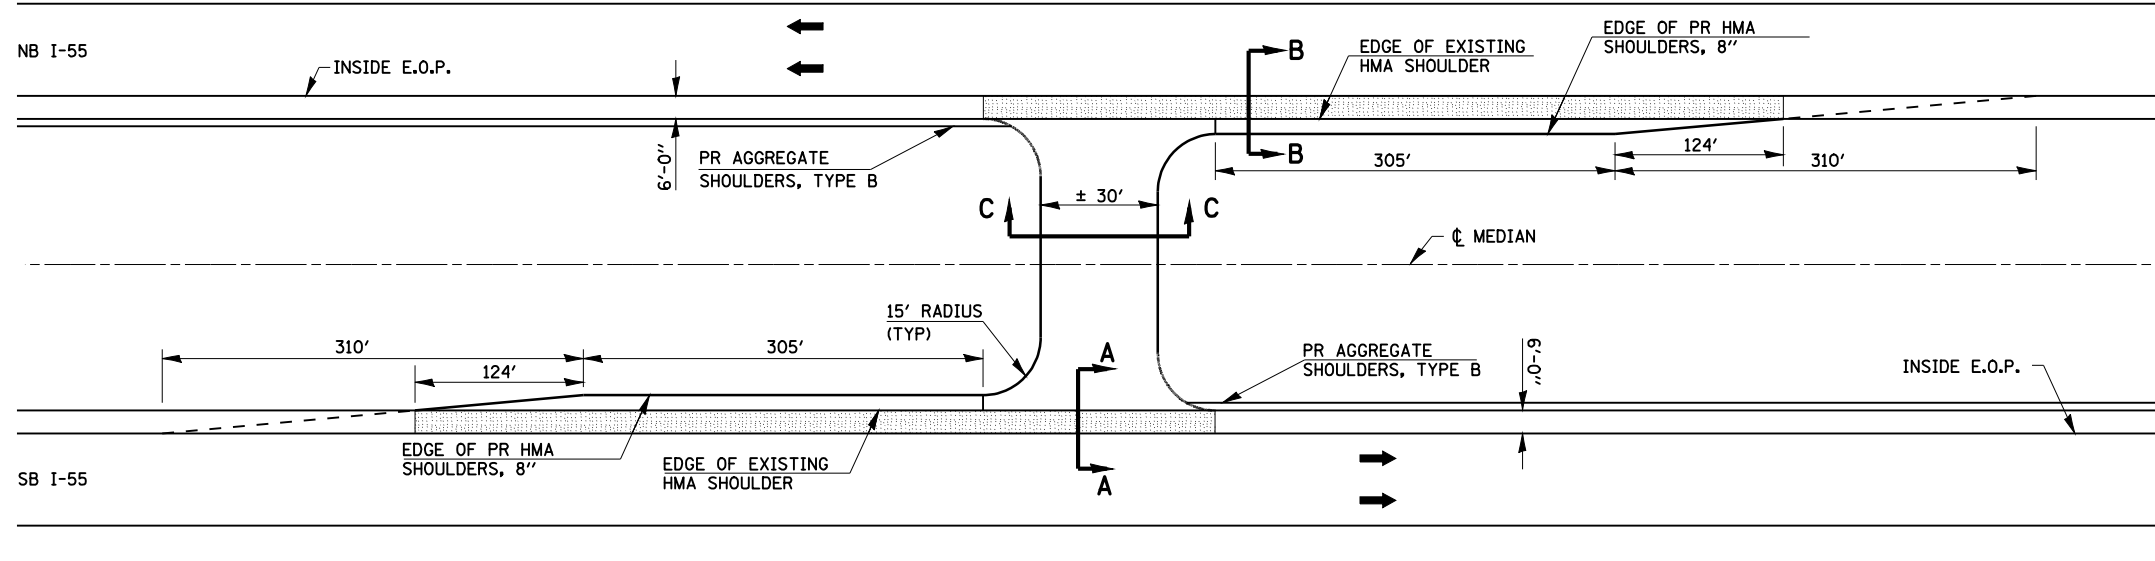 NB I-55
INSIDE E.O.P.
6'-0"
PR AGGREGATE
SHOULDERS, TYPE B
B
B
EDGE OF EXISTING
HMA SHOULDER
EDGE OF PR HMA
SHOULDERS, 8"
124'
305'
310'
C
± 30'
C
℄ MEDIAN
15' RADIUS
(TYP)
310'
305'
124'
A
A
PR AGGREGATE
SHOULDERS, TYPE B
6'-0"
INSIDE E.O.P.
EDGE OF PR HMA
SHOULDERS, 8"
EDGE OF EXISTING
HMA SHOULDER
SB I-55